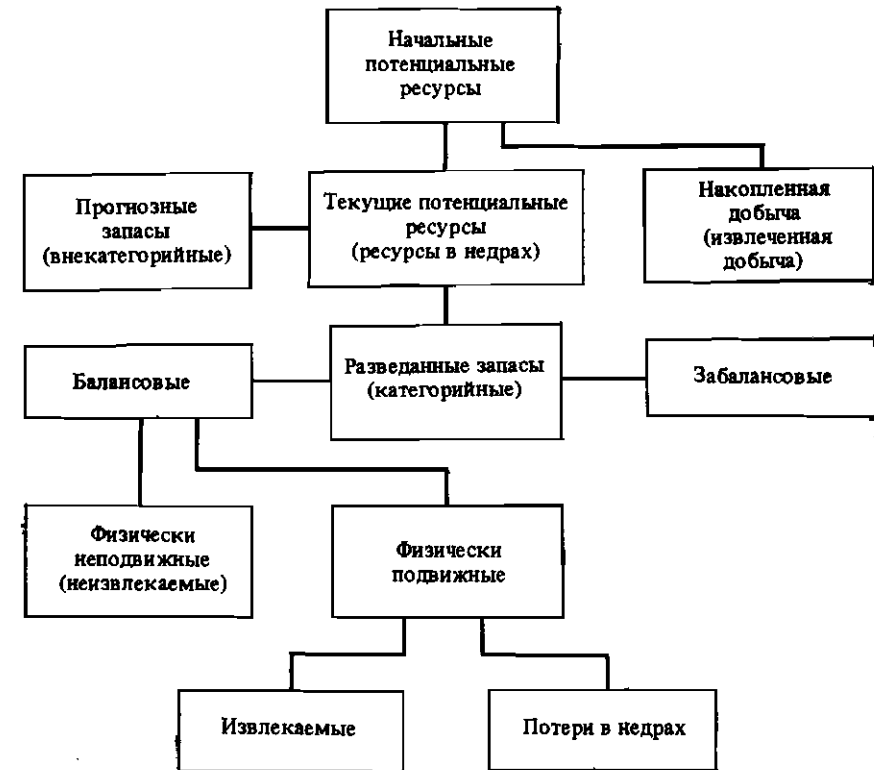 Начальные
потенциальные
ресурсы
Прогнозные
запасы
(внекатегорийные)
Текущие потенциальные
ресурсы
(ресурсы в недрах)
Накопленная
добыча
(извлеченная
добыча)
Балансовые
Разведанные запасы
(категорийные)
Забалансовые
Физически
неподвижные
(неизвлекаемые)
Физически
подвижные
Извлекаемые
Потери в недрах